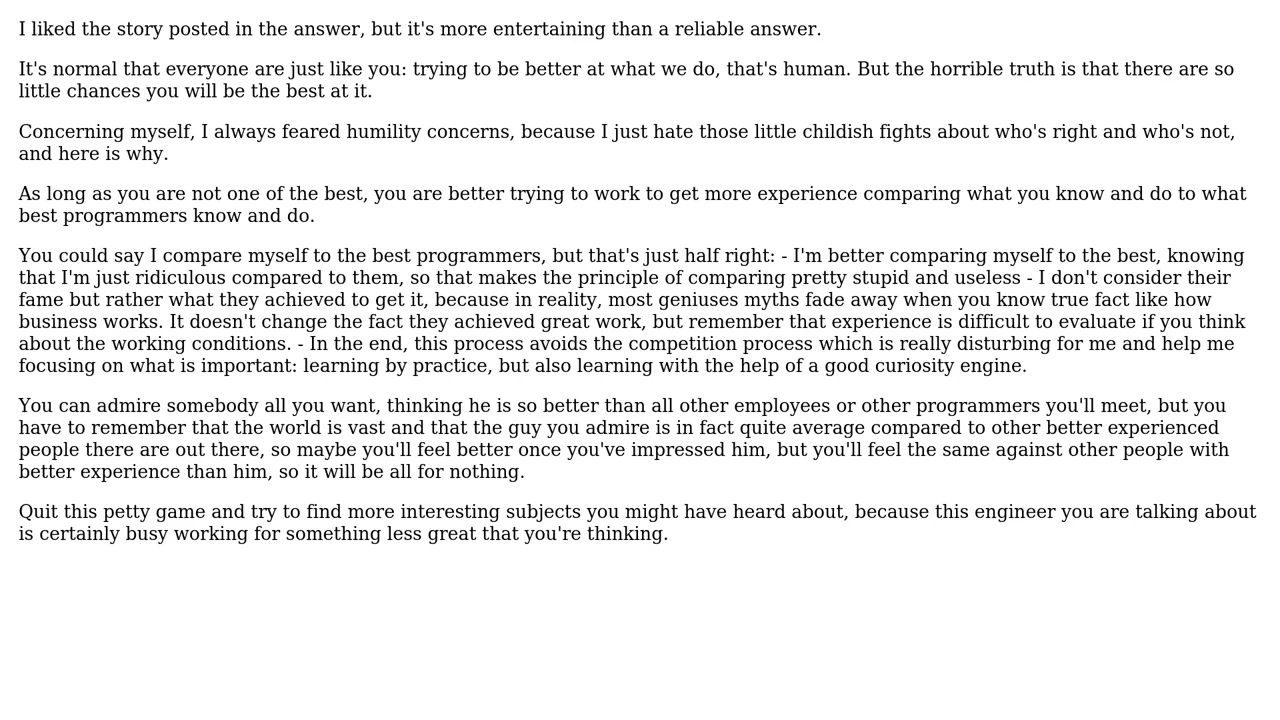 I liked the story posted in the answer, but it's more entertaining than a reliable answer.
It's normal that everyone are just like you: trying to be better at what we do, that's human. But the horrible truth is that there are so
little chances you will be the best at it.
Concerning myself, I always feared humility concerns, because I just hate those little childish fights about who's right and who's not,
and here is why.
As long as you are not one of the best, you are better trying to work to get more experience comparing what you know and do to what
best programmers know and do.
You could say I compare myself to the best programmers, but that's just half right: - I'm better comparing myself to the best, knowing
that I'm just ridiculous compared to them, so that makes the principle of comparing pretty stupid and useless - I don't consider their
fame but rather what they achieved to get it, because in reality, most geniuses myths fade away when you know true fact like how
business works. It doesn't change the fact they achieved great work, but remember that experience is difficult to evaluate if you think
about the working conditions. - In the end, this process avoids the competition process which is really disturbing for me and help me
focusing on what is important: learning by practice, but also learning with the help of a good curiosity engine.
You can admire somebody all you want, thinking he is so better than all other employees or other programmers you'll meet, but you
have to remember that the world is vast and that the guy you admire is in fact quite average compared to other better experienced
people there are out there, so maybe you'll feel better once you've impressed him, but you'll feel the same against other people with
better experience than him, so it will be all for nothing.
Quit this petty game and try to find more interesting subjects you might have heard about, because this engineer you are talking about
is certainly busy working for something less great that you're thinking.